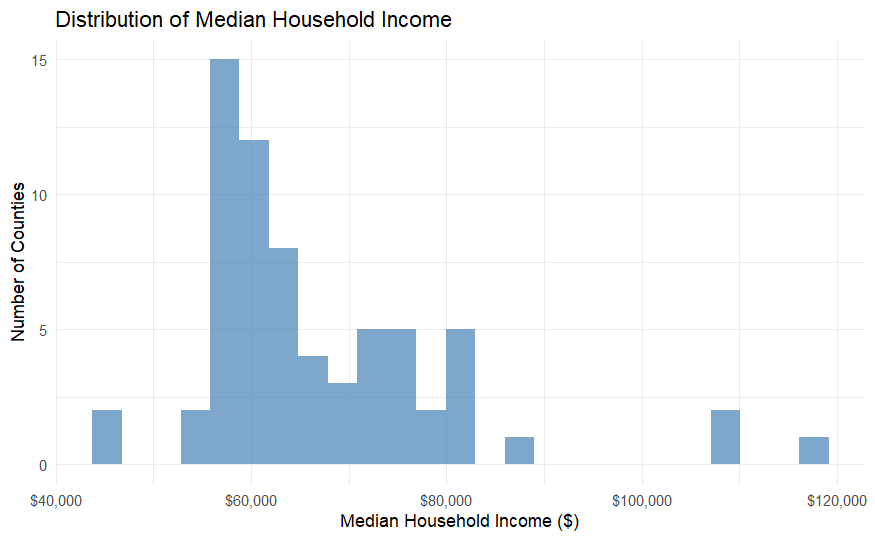 Distribution of Median Household Income
15
10
5
0
Number of Counties
$40,000 $60,000 $80,000 $100,000 $120,000
Median Household Income ($)